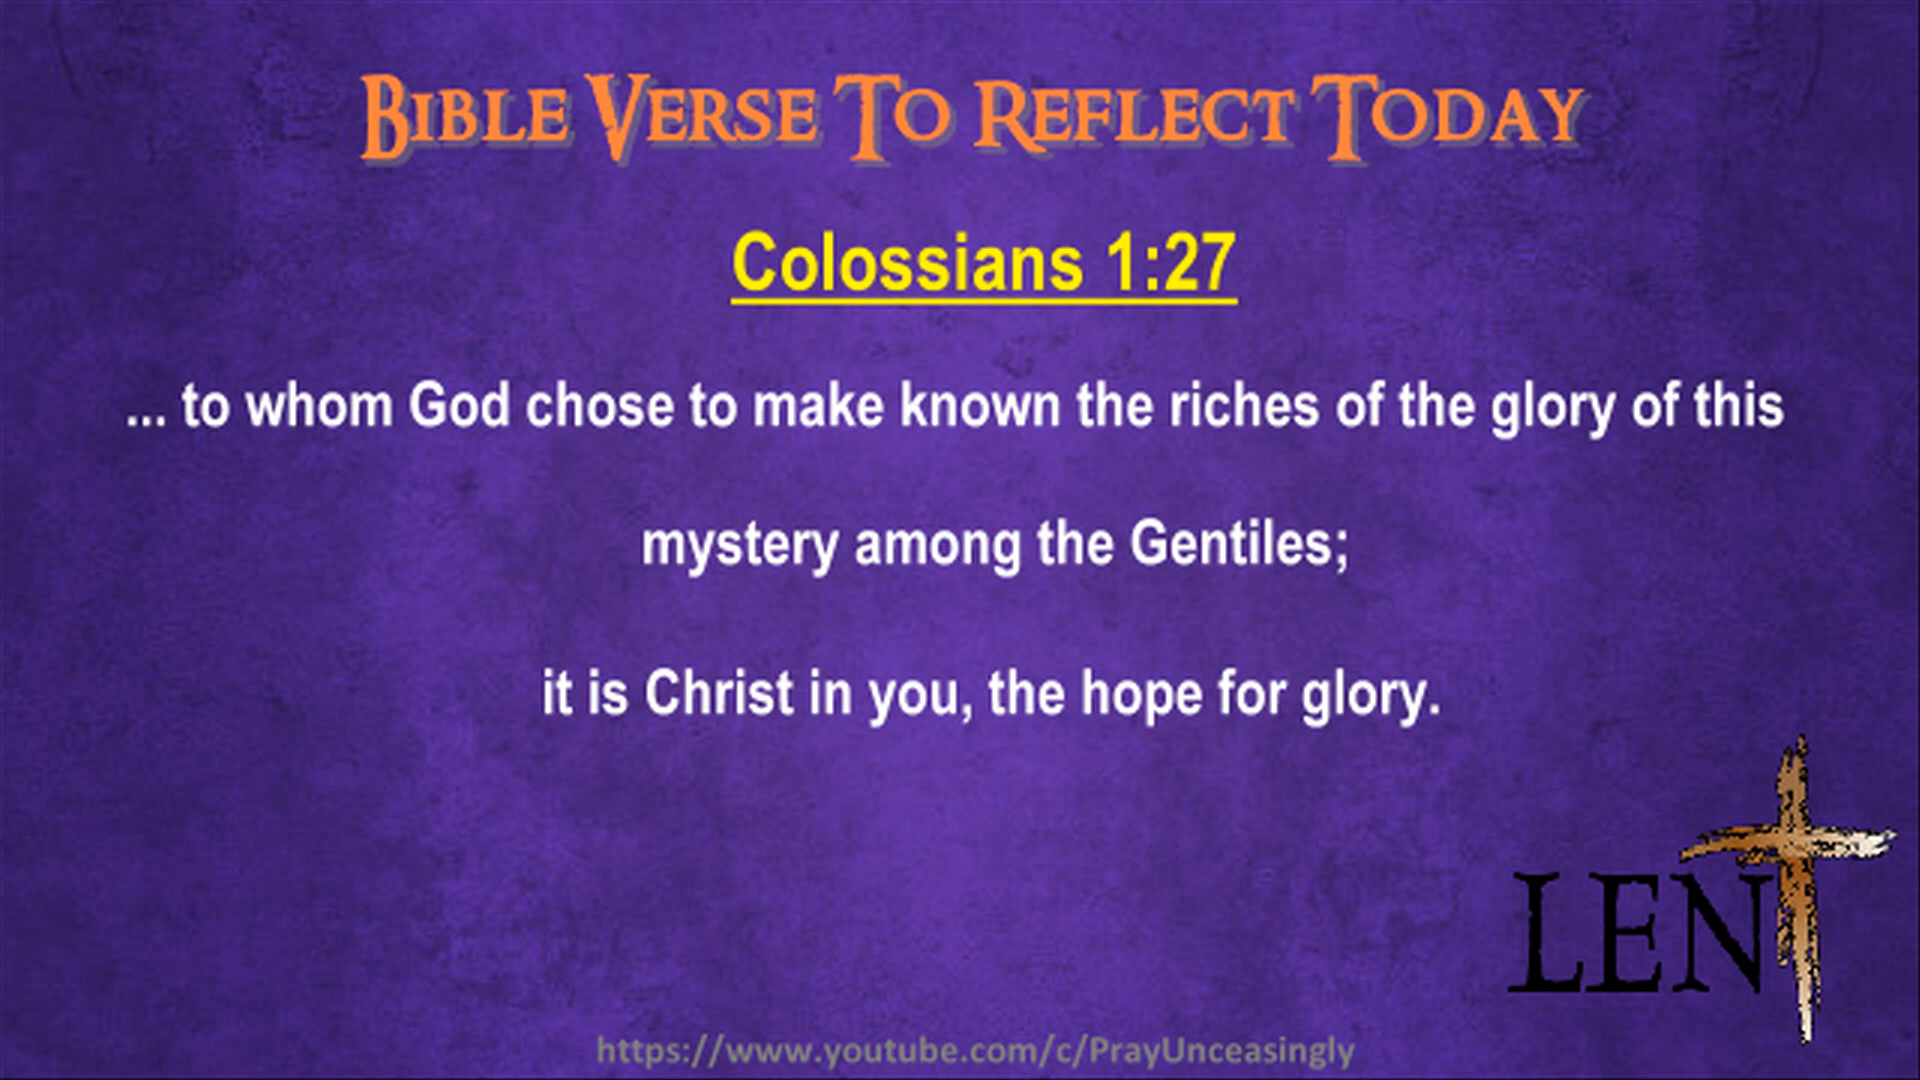 Bible Verse To Reflect Today
Colossians 1:27
... to whom God chose to make known the riches of the glory of this
mystery among the Gentiles;
it is Christ in you, the hope for glory.
LENT
https://www.youtube.com/c/PrayUnceasingly